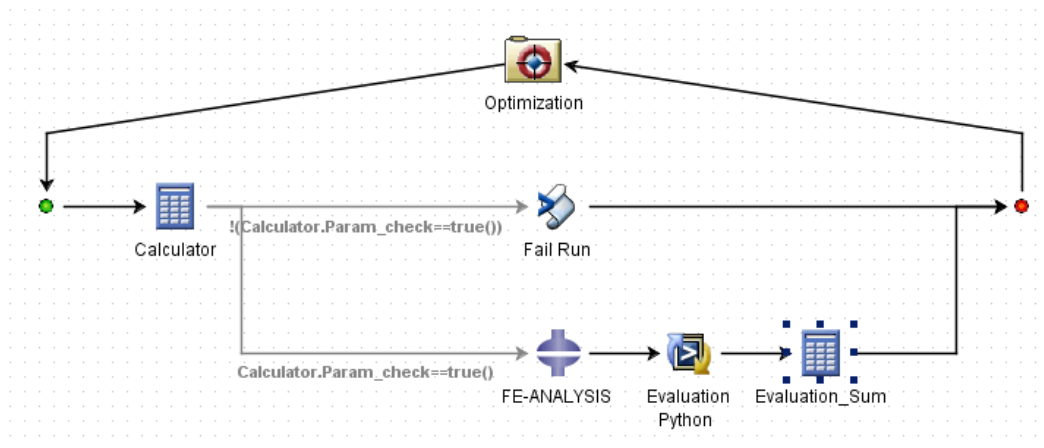 Optimization
!(Calculator.Param_check==true())
Calculator
Fail Run
Calculator.Param_check==true()
FE-ANALYSIS
Evaluation
Python
Evaluation_Sum